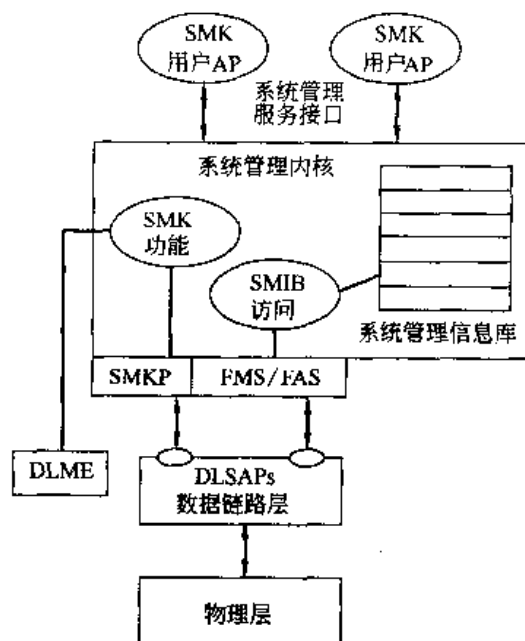 SMK
用户AP
SMK
用户AP
系统管理
服务接口
系统管理内核
SMK
功能
SMIB
访问
系统管理信息库
SMKP
FMS/FAS
DLME
DLSAPs
数据链路层
物理层